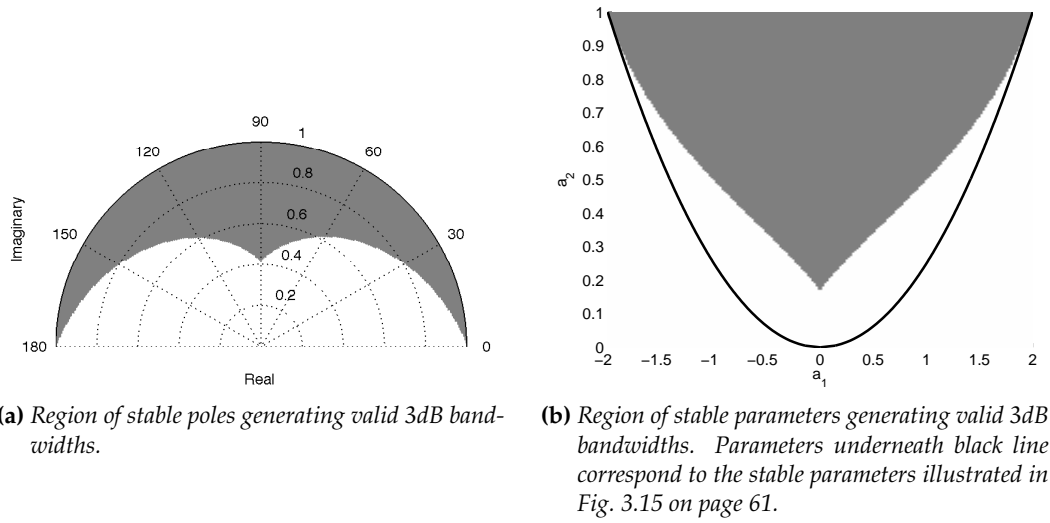 90
1
120
60
0.8
0.6
150
30
0.4
0.2
180
0
Imaginary
Real
(a) Region of stable poles generating valid 3dB band-
widths.
1
0.9
0.8
0.7
0.6
0.5
0.4
0.3
0.2
0.1
0
a2
−2 −1.5 −1 −0.5 0 0.5 1 1.5 2
a1
(b) Region of stable parameters generating valid 3dB
bandwidths. Parameters underneath black line
correspond to the stable parameters illustrated in
Fig. 3.15 on page 61.